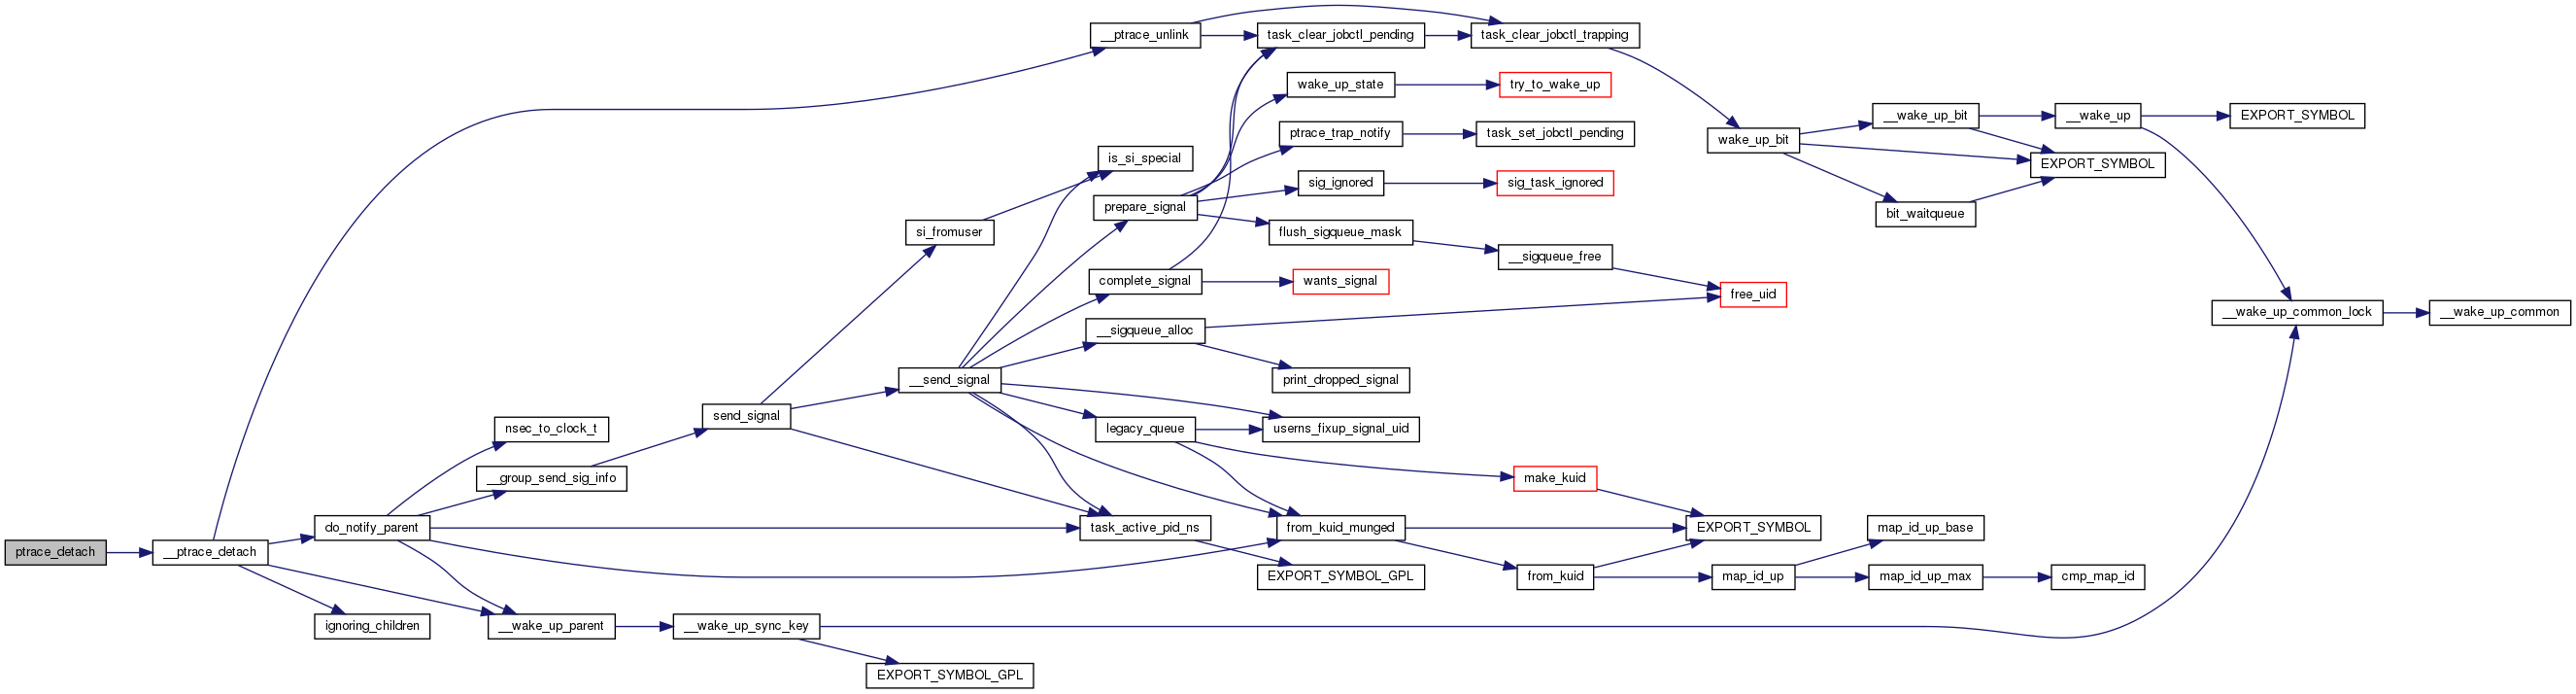 ptrace_detach
__ptrace_detach
__ptrace_unlink
do_notify_parent
ignoring_children
__wake_up_parent
nsec_to_clock_t
__group_send_sig_info
__wake_up_sync_key
EXPORT_SYMBOL_GPL
send_signal
si_fromuser
__send_signal
is_si_special
prepare_signal
complete_signal
__sigqueue_alloc
legacy_queue
task_active_pid_ns
task_clear_jobctl_pending
wake_up_state
ptrace_trap_notify
sig_ignored
flush_sigqueue_mask
wants_signal
print_dropped_signal
userns_fixup_signal_uid
from_kuid_munged
EXPORT_SYMBOL_GPL
task_clear_jobctl_trapping
try_to_wake_up
task_set_jobctl_pending
sig_task_ignored
__sigqueue_free
make_kuid
from_kuid
free_uid
EXPORT_SYMBOL
map_id_up
wake_up_bit
__wake_up_bit
bit_waitqueue
map_id_up_base
map_id_up_max
__wake_up
EXPORT_SYMBOL
cmp_map_id
EXPORT_SYMBOL
__wake_up_common_lock
__wake_up_common